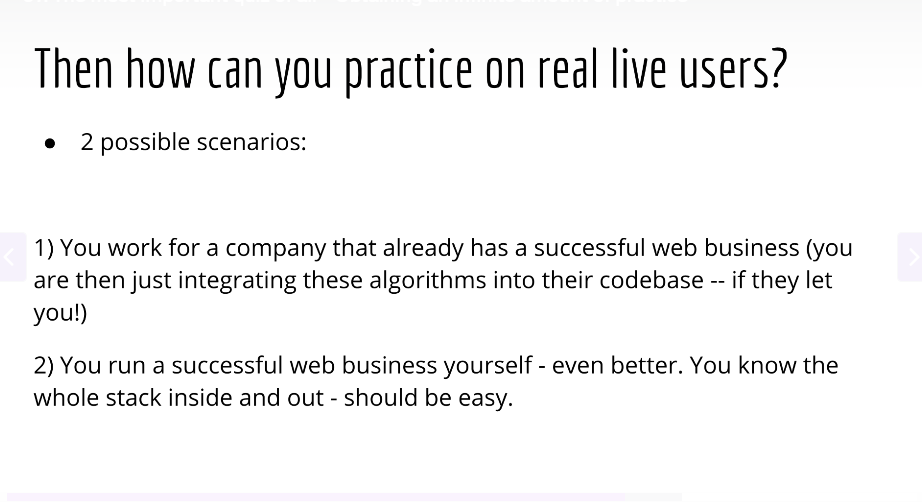 Then how can you practice on real live users?
● 2 possible scenarios:
1) You work for a company that already has a successful web business (you
are then just integrating these algorithms into their codebase -- if they let
you!)
2) You run a successful web business yourself - even better. You know the
whole stack inside and out - should be easy.